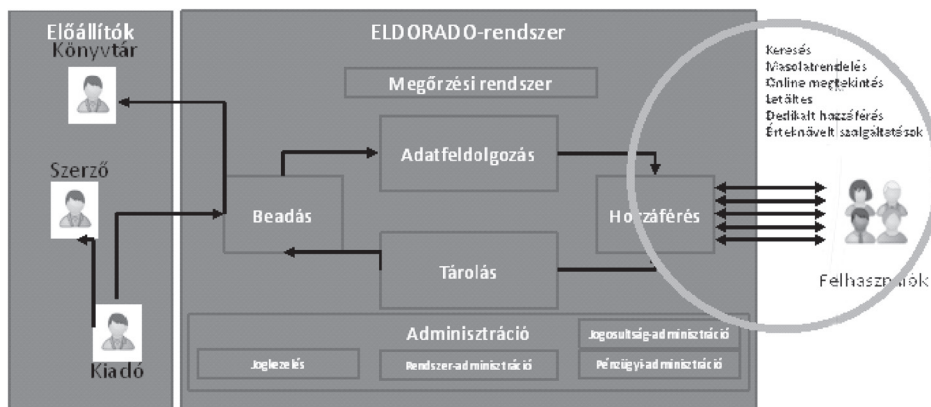 Előállítók
Könyvtár
Szerző
Kiadó
ELDORADO-rendszer
Megőrzési rendszer
Adatfeldolgozás
Beadás
Hozzáférés
Tárolás
Adminisztráció
Jogkezelés
Rendszer-adminisztráció
Jogosultság-adminisztráció
Pénzügyi-adminisztráció
Keresés
Másolatrendelés
Online megtekintés
Letöltés
Dedikált hozzáférés
Értéknövelt szolgáltatások
Felhasználók